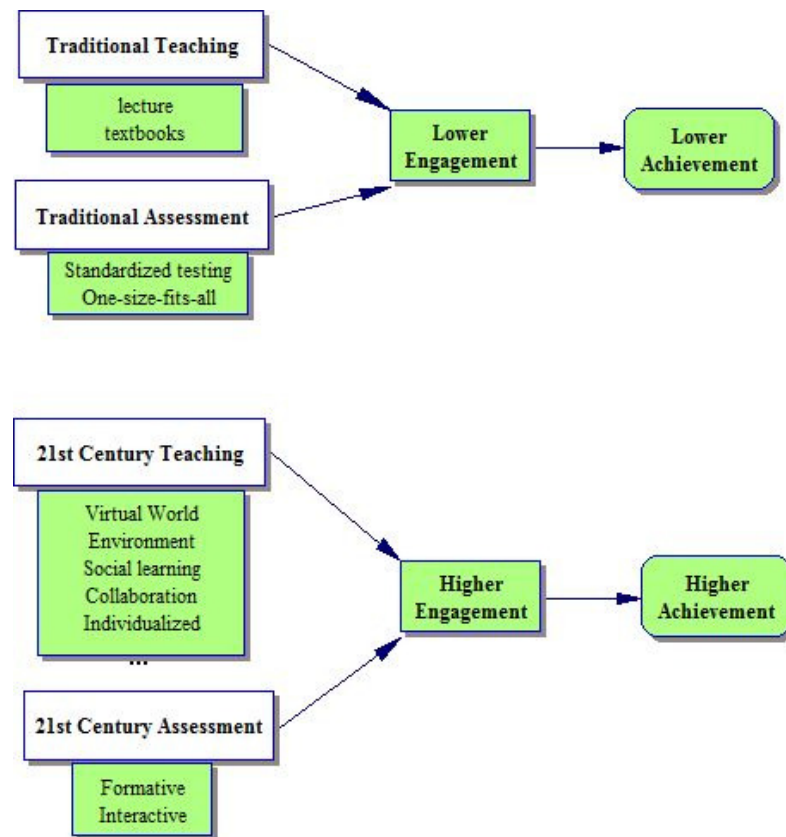 Traditional Teaching
lecture
textbooks
Lower
Engagement
Lower
Achievement
Traditional Assessment
Standardized testing
One-size-fits-all
21st Century Teaching
Virtual World
Environment
Social learning
Collaboration
Individualized
...
Higher
Engagement
Higher
Achievement
21st Century Assessment
Formative
Interactive